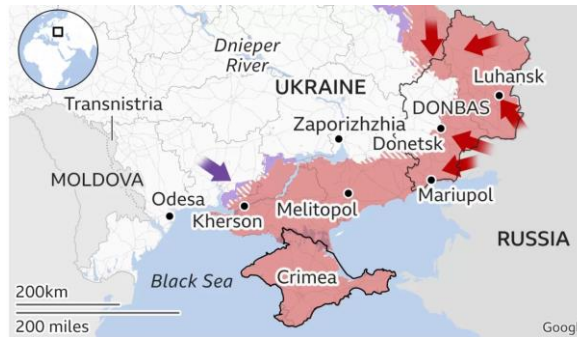 Dnieper
River
UKRAINE
Luhansk
Transnistria
DONBAS
Zaporizhzhia
Donetsk
MOLDOVA
Odesa
Kherson
Melitopol
Mariupol
RUSSIA
Black Sea
Crimea
200km
200 miles
Googl